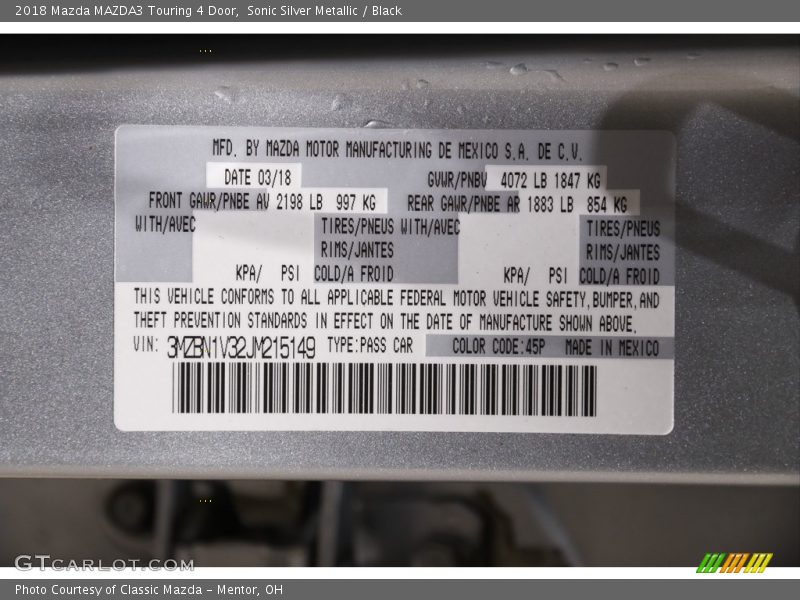 2018 Mazda MAZDA3 Touring 4 Door,  Sonic Silver Metallic / Black
MFD. BY MAZDA MOTOR MANUFACTURING DE MEXICO S.A. DE C.V.
DATE 03/18 GVWR/PNBV 4072 LB 1847 KG
FRONT GAWR/PNBE AV 2198 LB 997 KG REAR GAWR/PNBE AR 1883 LB 854 KG
WITH/AVEC TIRES/PNEUS WITH/AVEC TIRES/PNEUS
RIMS/JANTES RIMS/JANTES
KPA/ PSI COLD/A FROID KPA/ PSI COLD/A FROID
THIS VEHICLE CONFORMS TO ALL APPLICABLE FEDERAL MOTOR VEHICLE SAFETY,BUMPER,AND
THEFT PREVENTION STANDARDS IN EFFECT ON THE DATE OF MANUFACTURE SHOWN ABOVE.
VIN: 3MZBN1V32JM215149 TYPE:PASS CAR COLOR CODE:45P MADE IN MEXICO
GTCARLOT.COM
Photo Courtesy of Classic Mazda - Mentor, OH